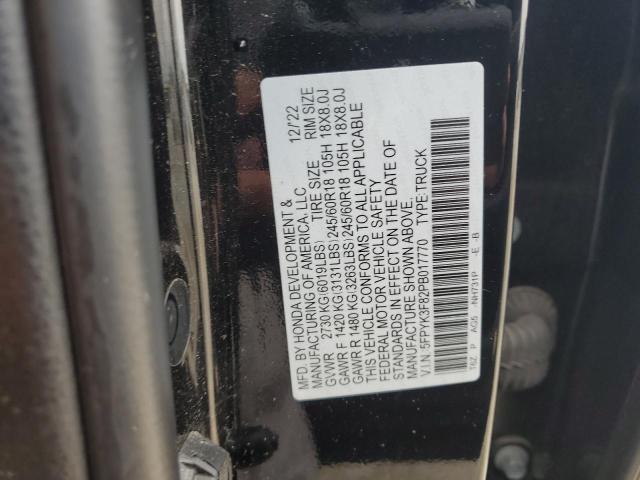 MFD. BY HONDA DEVELOPMENT &
MANUFACTURING OF AMERICA, LLC 12/'22
TIRE SIZE RIM SIZE
GVWR 2730 KG(6019LBS)
GAWR F 1420 KG(3131LBS)245/60R18 105H 18X8.0J
GAWR R 1480 KG(3263LBS)245/60R18 105H 18X8.0J
THIS VEHICLE CONFORMS TO ALL APPLICABLE
FEDERAL MOTOR VEHICLE SAFETY
STANDARDS IN EFFECT ON THE DATE OF
MANUFACTURE SHOWN ABOVE.
V.I.N. 5FPYK3F82PB017770 TYPE:TRUCK
T6Z P AG5 NH731P -E -B